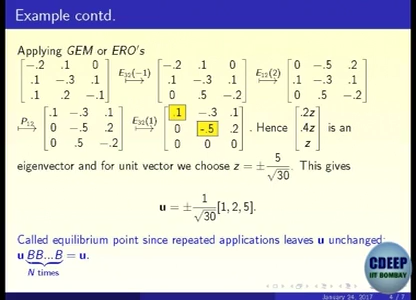 Example contd.
Applying GEM or ERO's
[-.2 .1 0; .1 -.3 .1; .1 .2 -.1] E₃₂(-1) ↦ [-.2 .1 0; .1 -.3 .1; 0 .5 -.2] E₁₂(2) ↦ [0 -.5 .2; .1 -.3 .1; 0 .5 -.2]
P₁₂ ↦ [.1 -.3 .1; 0 -.5 .2; 0 .5 -.2] E₃₂(1) ↦ [.1 -.3 .1; 0 -.5 .2; 0 0 0]. Hence [.2z; .4z; z] is an
eigenvector and for unit vector we choose z = ± 5/√30. This gives
u = ± 1/√30 [1, 2, 5].
Called equilibrium point since repeated applications leaves u unchanged:
u BB...B = u.
N times
CDEEP
IIT BOMBAY
January 24, 2017 4 / 7